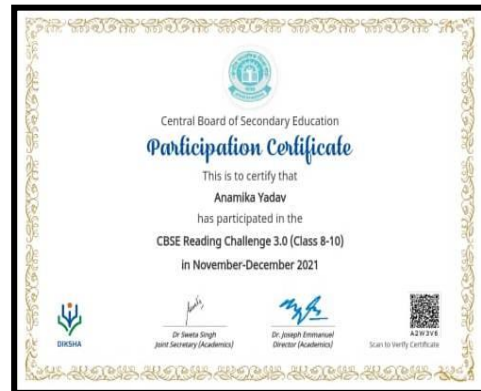 Central Board of Secondary Education
Participation Certificate
This is to certify that
Anamika Yadav
has participated in the
CBSE Reading Challenge 3.0 (Class 8-10)
in November-December 2021
DIKSHA
Dr Sweta Singh
Joint Secretary (Academics)
Dr. Joseph Emmanuel
Director (Academics)
A2W3V6
Scan to Verify Certificate